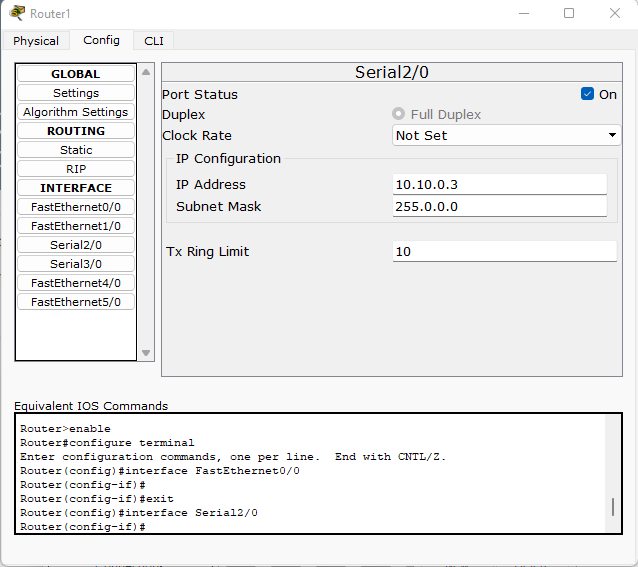 Router1
Physical Config CLI
GLOBAL
Settings
Algorithm Settings
ROUTING
Static
RIP
INTERFACE
FastEthernet0/0
FastEthernet1/0
Serial2/0
Serial3/0
FastEthernet4/0
FastEthernet5/0
Serial2/0
Port Status On
Duplex Full Duplex
Clock Rate Not Set
IP Configuration
IP Address 10.10.0.3
Subnet Mask 255.0.0.0
Tx Ring Limit 10
Equivalent IOS Commands
Router>enable
Router#configure terminal
Enter configuration commands, one per line.  End with CNTL/Z.
Router(config)#interface FastEthernet0/0
Router(config-if)#
Router(config-if)#exit
Router(config)#interface Serial2/0
Router(config-if)#